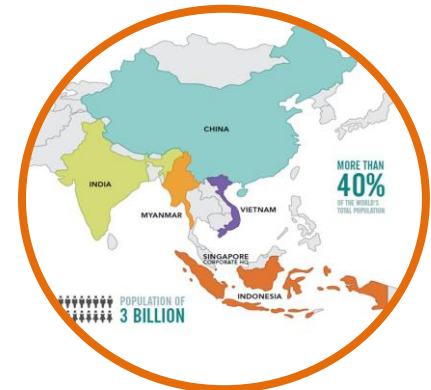 CHINA
INDIA
MORE THAN
40%
OF THE WORLD'S
TOTAL POPULATION
MYANMAR
VIETNAM
SINGAPORE
CORPORATE HQ
INDONESIA
POPULATION OF
3 BILLION